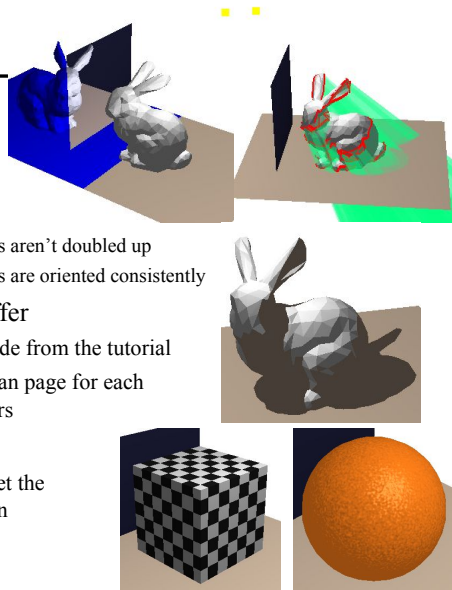 s aren’t doubled up
s are oriented consistently
ffer
de from the tutorial
an page for each
rs
et the
n